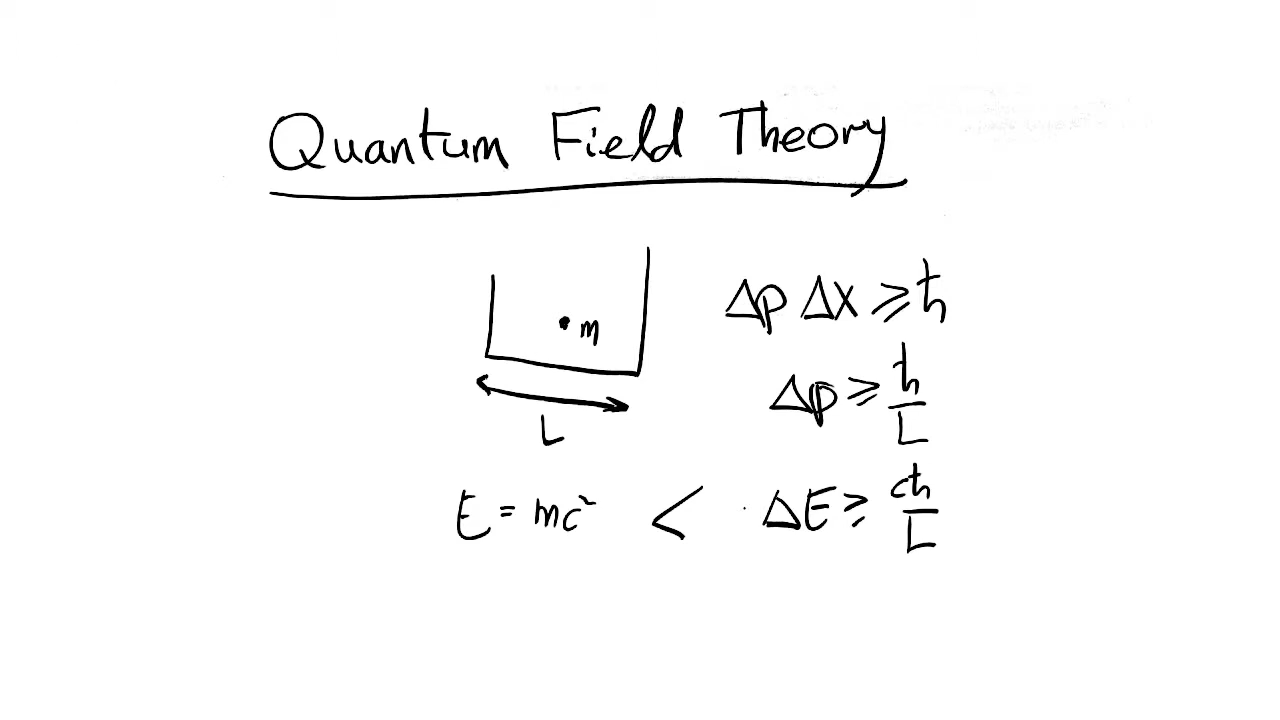 Quantum Field Theory
m
L
Δp Δx ⩾ ħ
Δp ⩾ ħ/L
E = mc² < ΔE ⩾ cħ/L